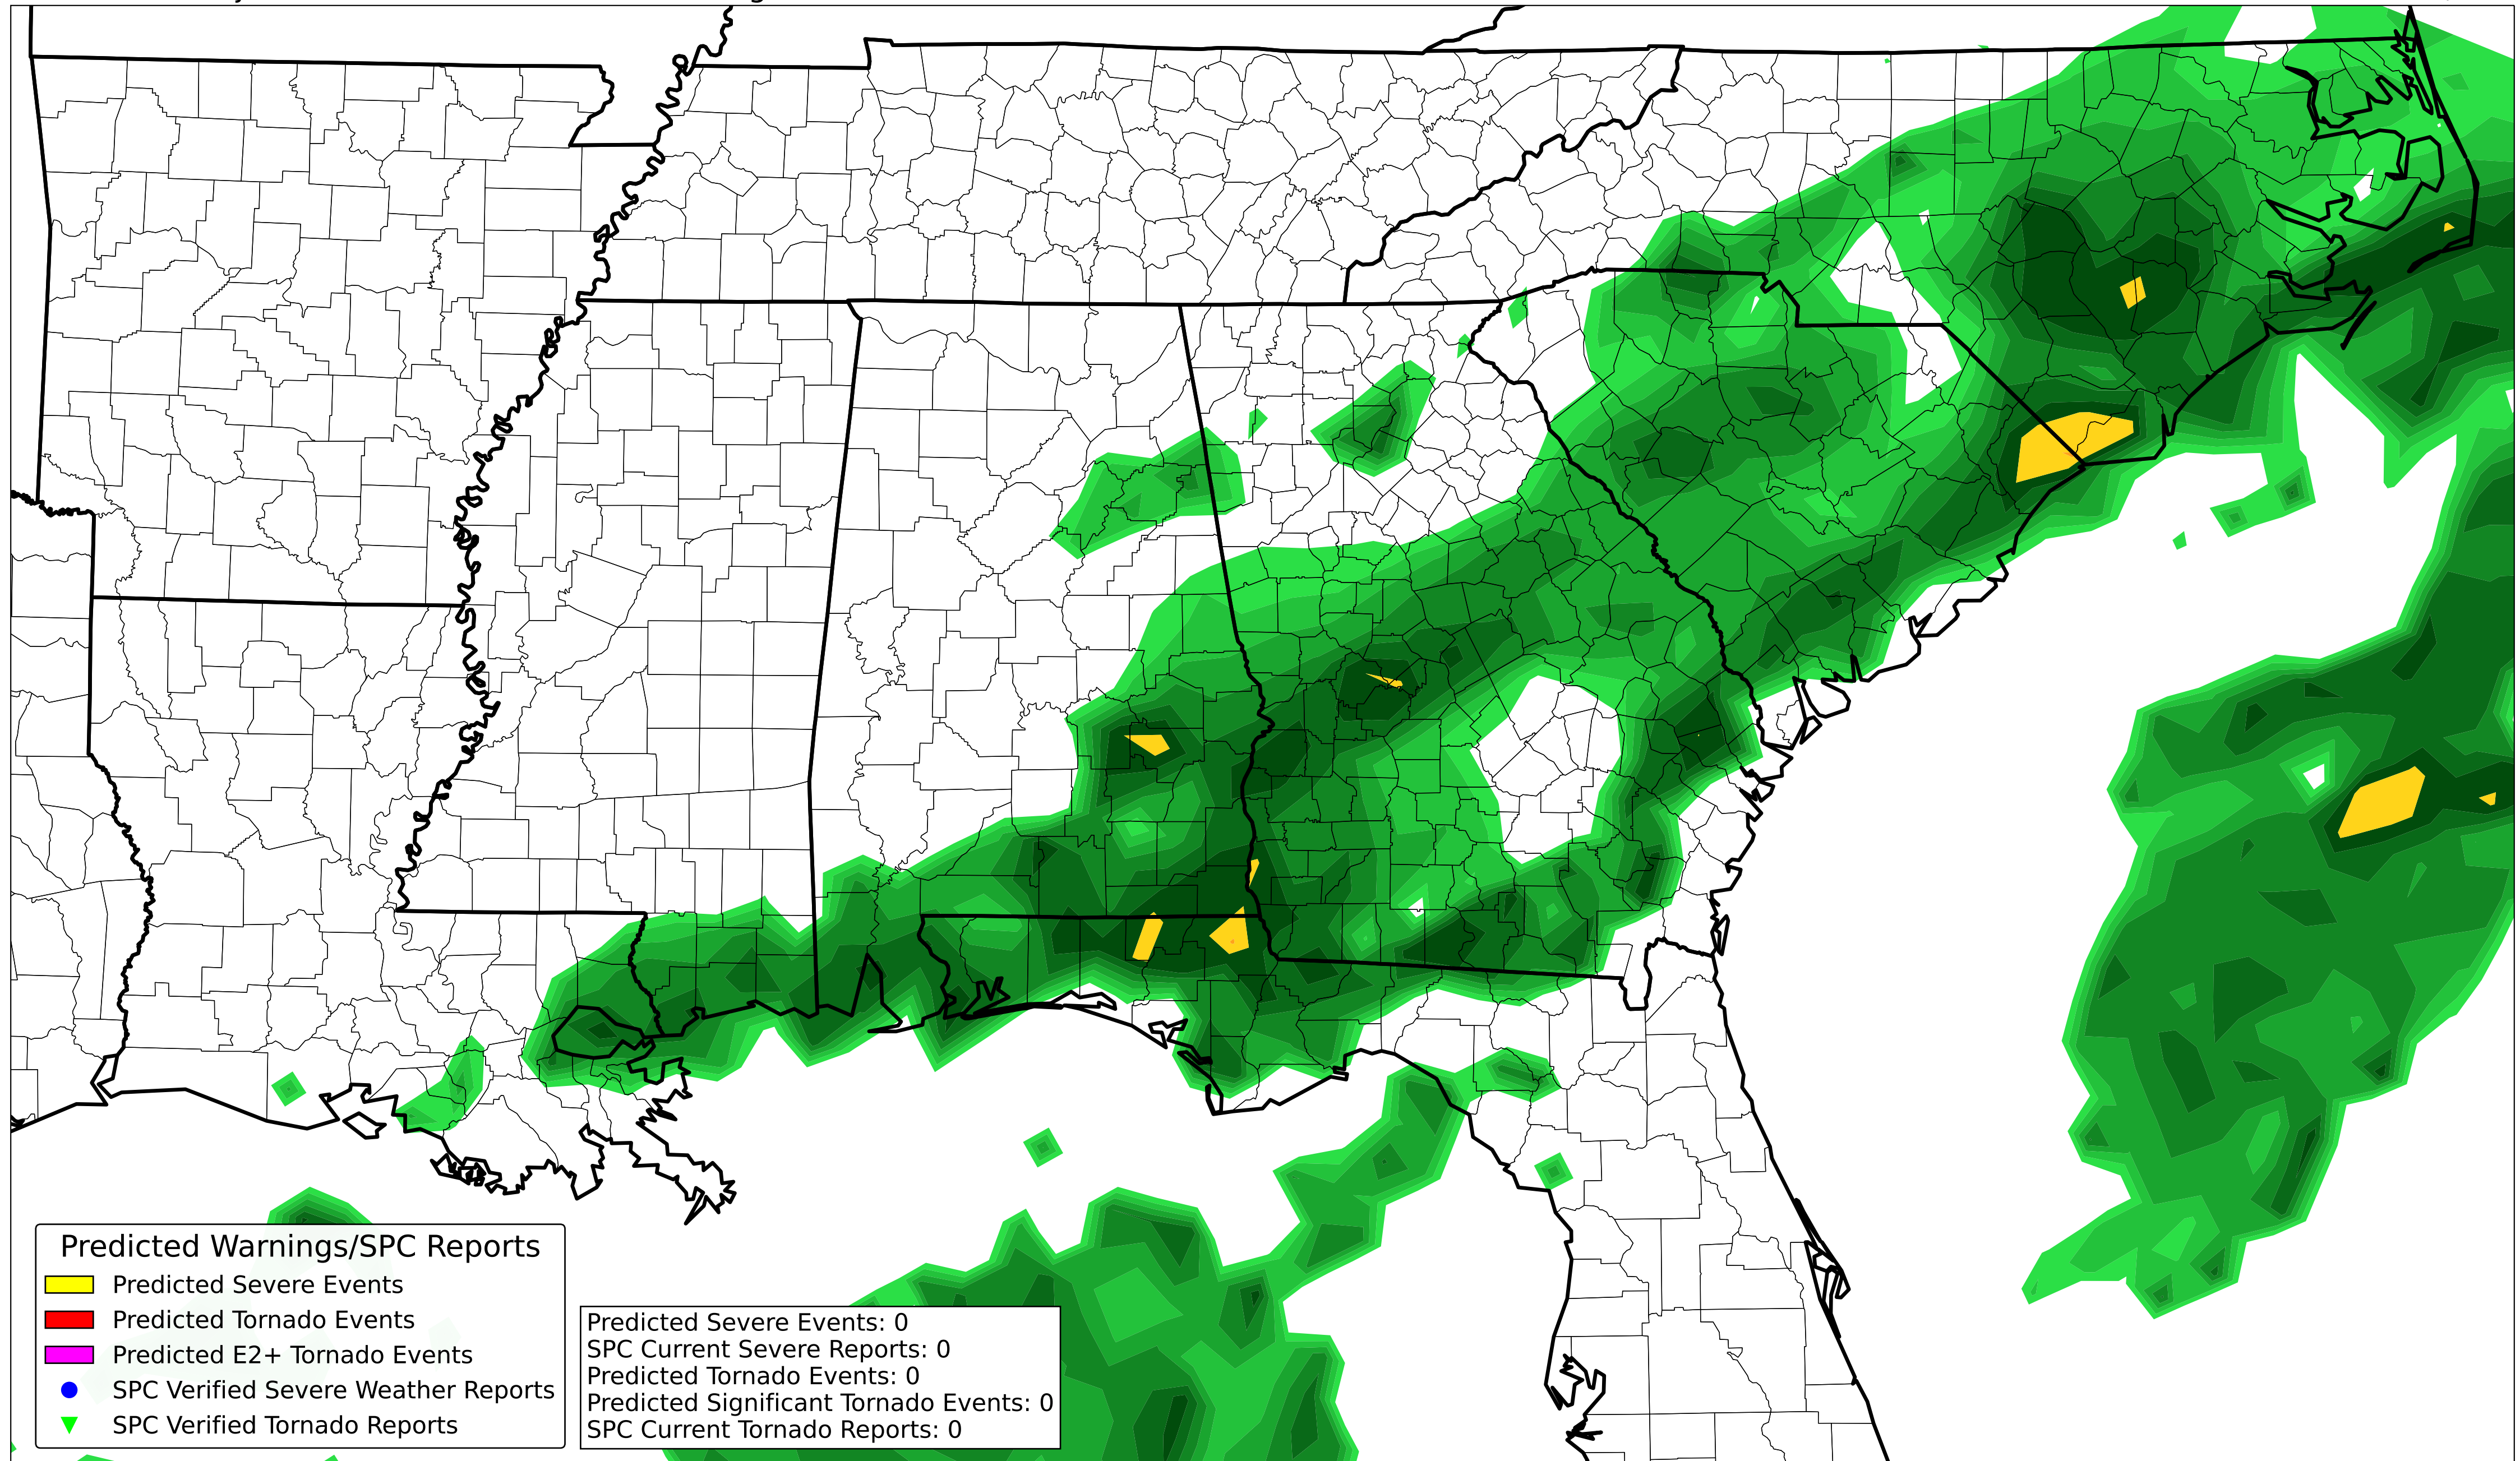 Predicted Warnings/SPC Reports
Predicted Severe Events
Predicted Tornado Events
Predicted E2+ Tornado Events
SPC Verified Severe Weather Reports
SPC Verified Tornado Reports
Predicted Severe Events: 0
SPC Current Severe Reports: 0
Predicted Tornado Events: 0
Predicted Significant Tornado Events: 0
SPC Current Tornado Reports: 0